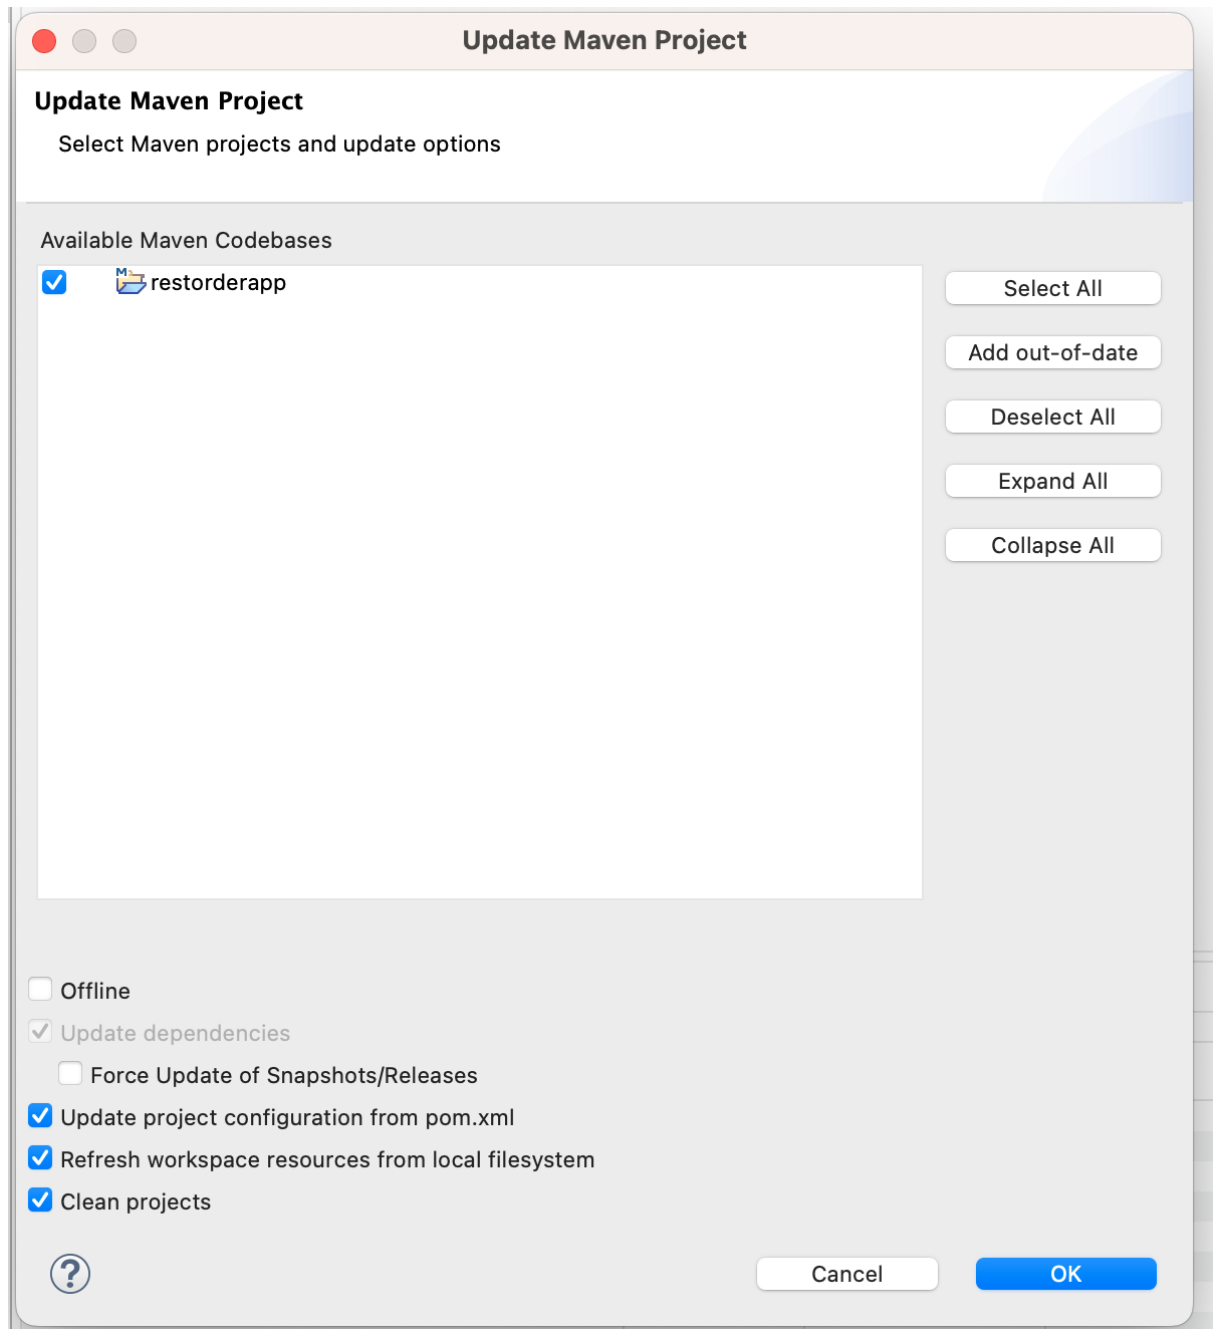 Update Maven Project
Update Maven Project
Select Maven projects and update options
Available Maven Codebases
restorderapp
Select All
Add out-of-date
Deselect All
Expand All
Collapse All
Offline
Update dependencies
Force Update of Snapshots/Releases
Update project configuration from pom.xml
Refresh workspace resources from local filesystem
Clean projects
?
Cancel
OK